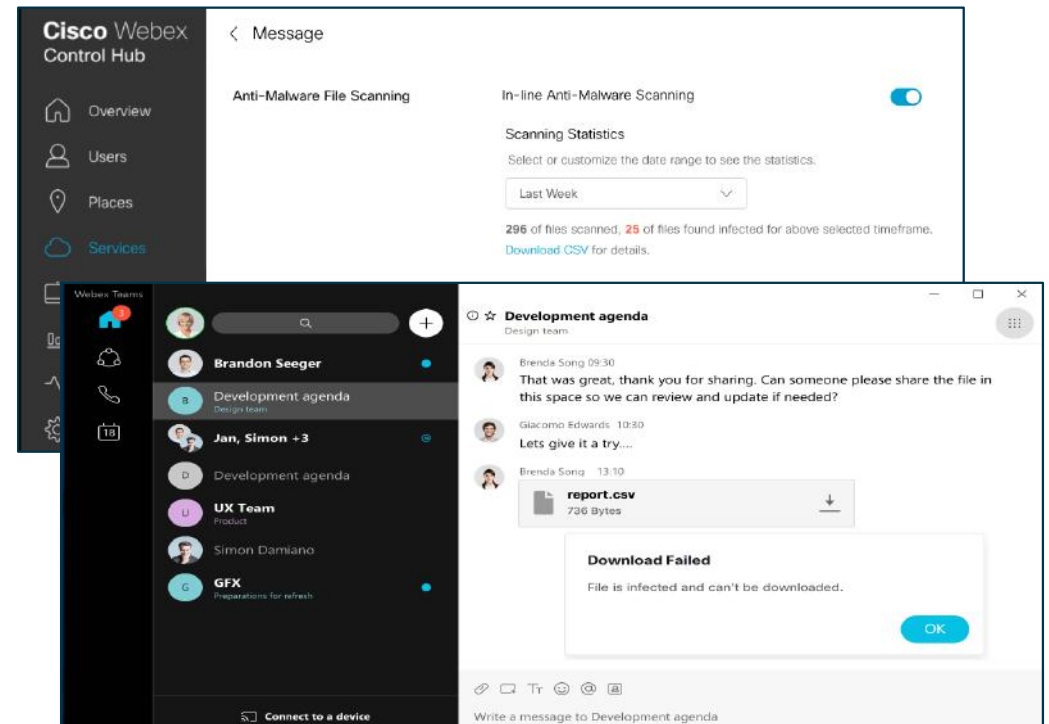 Cisco Webex
Control Hub
Overview
Users
Places
Services
Message
Anti-Malware File Scanning
In-line Anti-Malware Scanning
Scanning Statistics
Select or customize the date range to see the statistics.
Last Week
296 of files scanned, 25 of files found infected for above selected timeframe.
Download CSV for details.
Webex Teams
3
18
Brandon Seeger
B
Development agenda
Design team
Jan, Simon +3
D
Development agenda
U
UX Team
Product
Simon Damiano
G
GFX
Preparations for refresh
Connect to a device
Development agenda
Design team
Brenda Song 09:30
That was great, thank you for sharing. Can someone please share the file in
this space so we can review and update if needed?
Giacomo Edwards 10:30
Lets give it a try....
Brenda Song 13:10
report.csv
736 Bytes
Download Failed
File is infected and can't be downloaded.
OK
Write a message to Development agenda